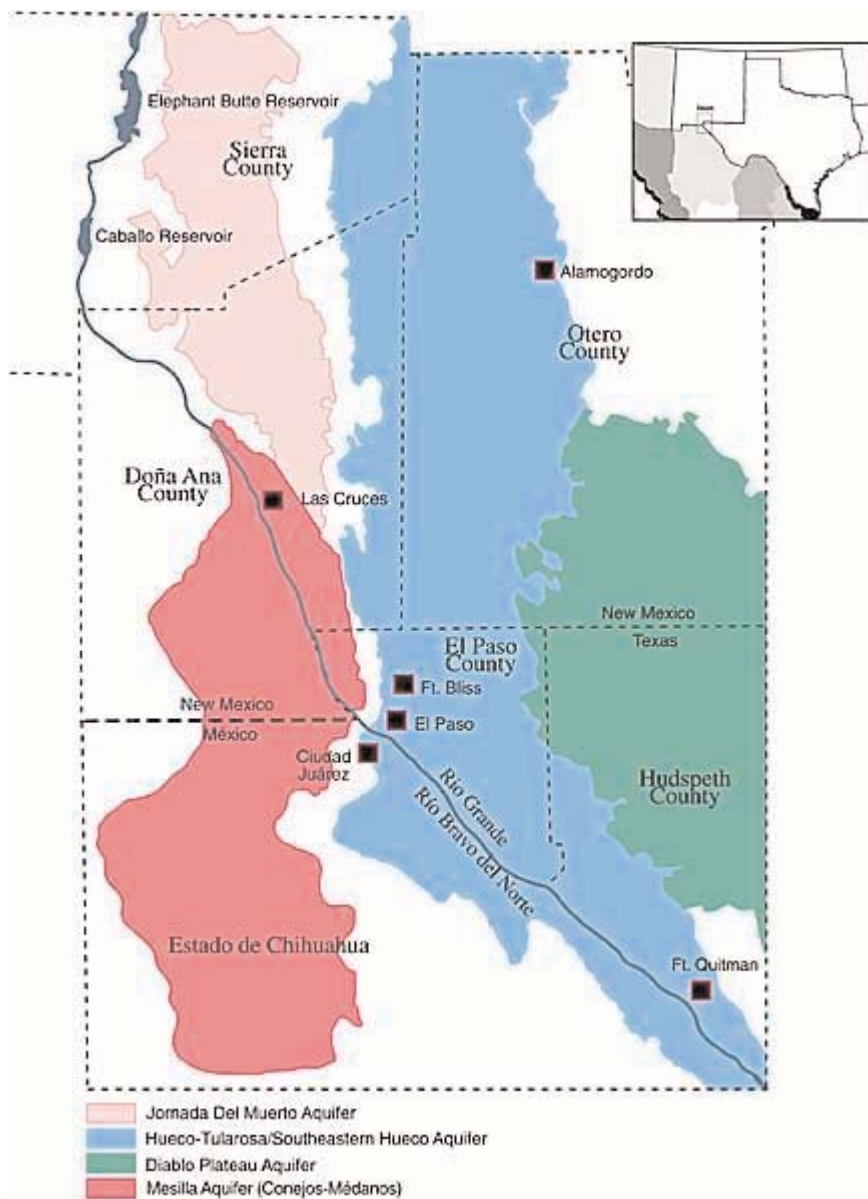 Elephant Butte Reservoir
Sierra
County
Caballo Reservoir
Alamogordo
Otero
County
Doña Ana
County
Las Cruces
New Mexico
Texas
El Paso
County
Ft. Bliss
New Mexico
México
El Paso
Ciudad
Juárez
Rio Grande
Río Bravo del Norte
Hudspeth
County
Estado de Chihuahua
Ft. Quitman
Jornada Del Muerto Aquifer
Hueco-Tularosa/Southeastern Hueco Aquifer
Diablo Plateau Aquifer
Mesilla Aquifer (Conejos-Médanos)